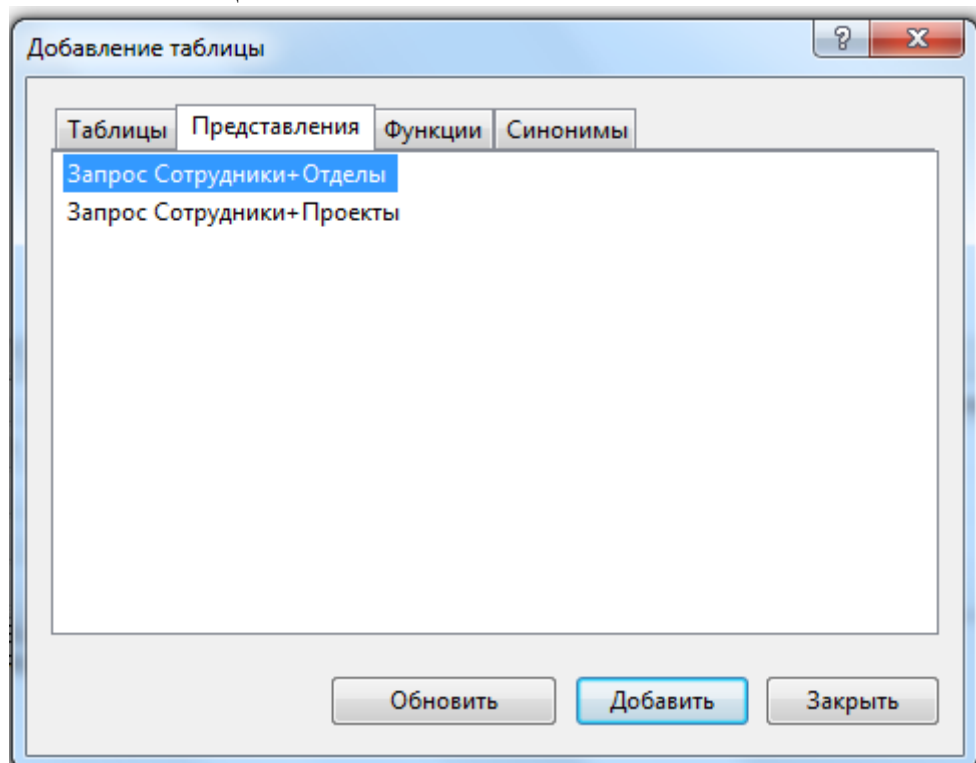 Добавление таблицы
Таблицы Представления Функции Синонимы
Запрос Сотрудники+Отделы
Запрос Сотрудники+Проекты
Обновить Добавить Закрыть